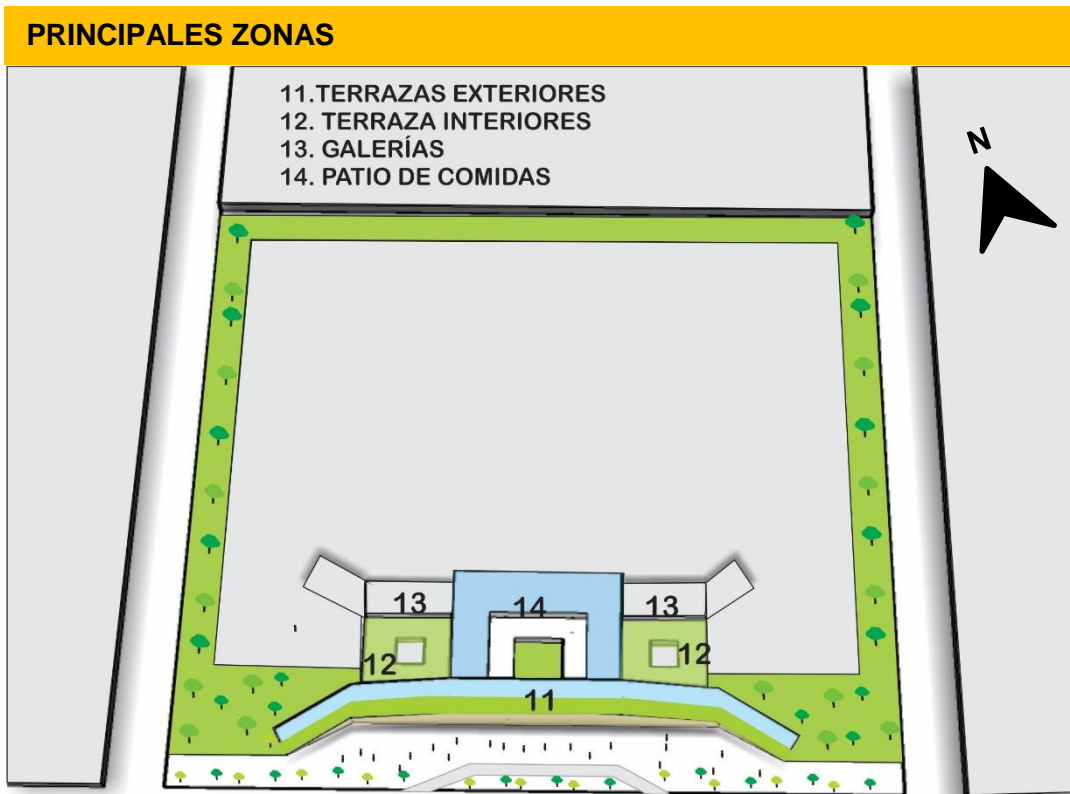 PRINCIPALES ZONAS
11.TERRAZAS EXTERIORES
12. TERRAZA INTERIORES
13. GALERÍAS
14. PATIO DE COMIDAS
N
13
14
13
12
12
11